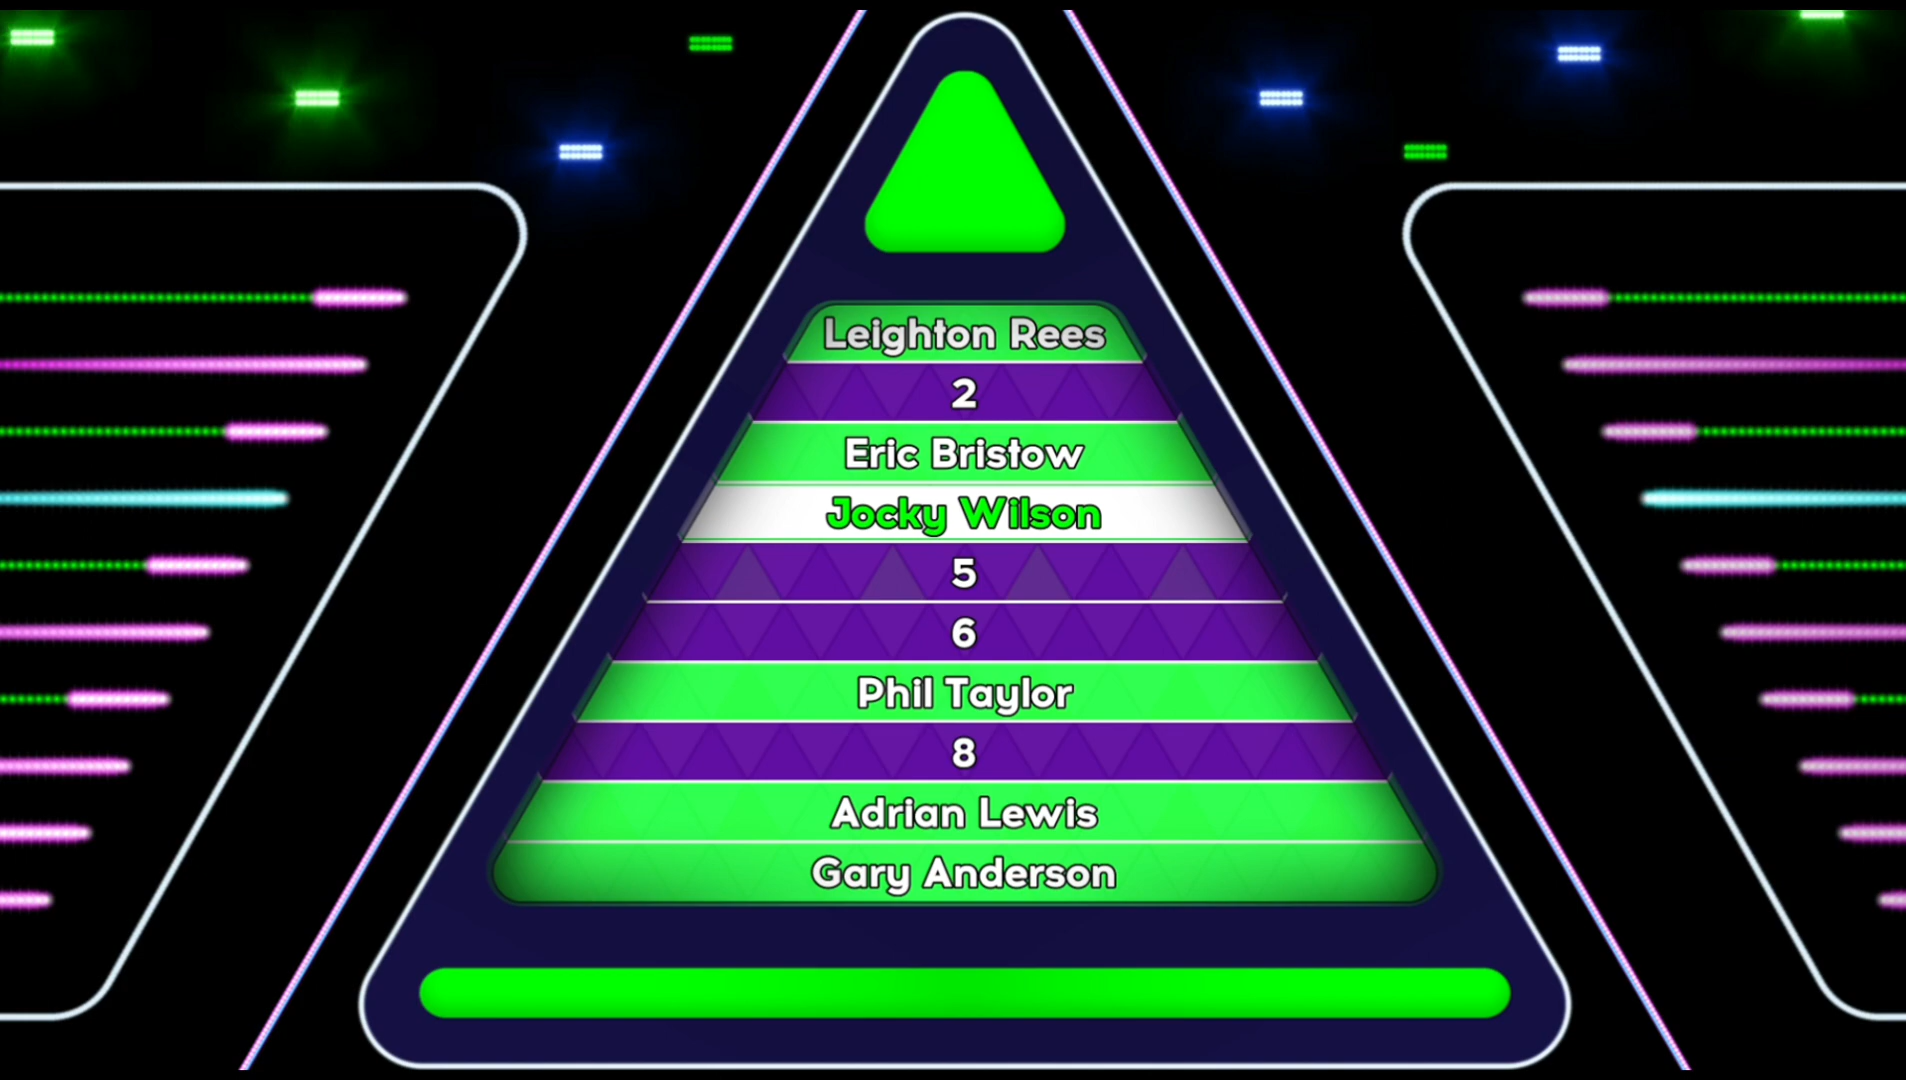 Leighton Rees
2
Eric Bristow
Jocky Wilson
5
6
Phil Taylor
8
Adrian Lewis
Gary Anderson